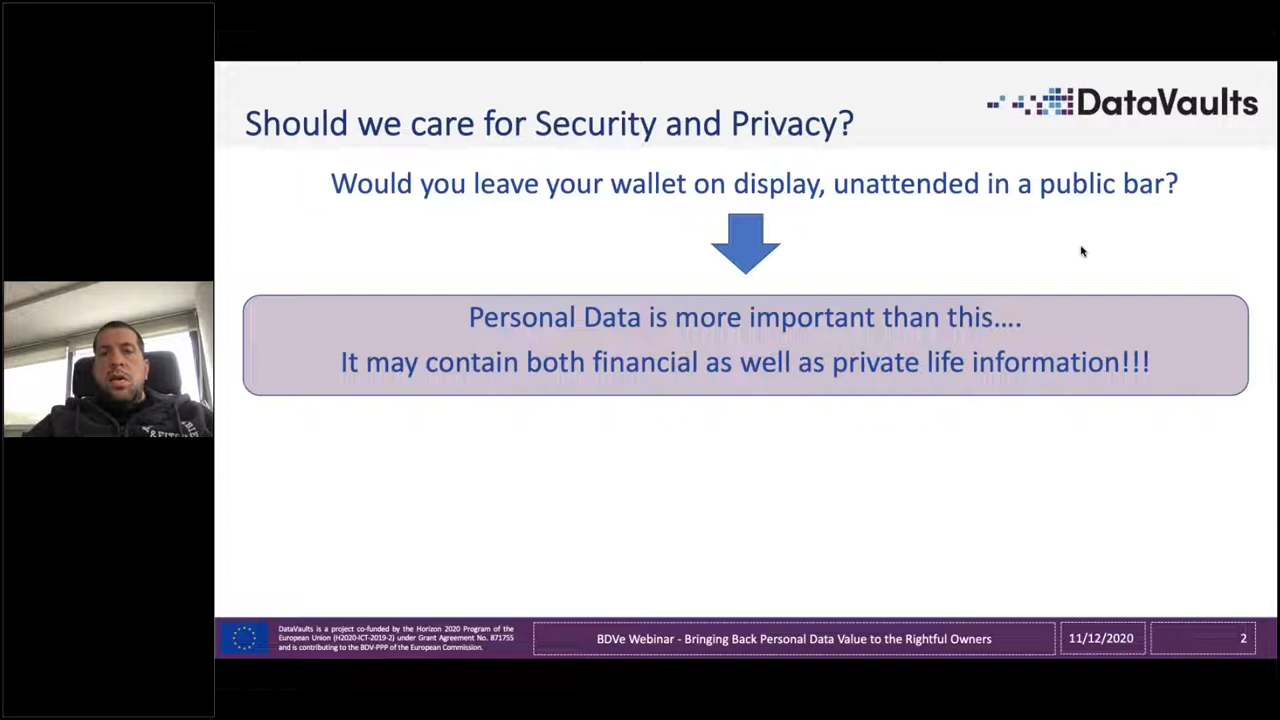 DataVaults
Should we care for Security and Privacy?
Would you leave your wallet on display, unattended in a public bar?
Personal Data is more important than this....
It may contain both financial as well as private life information!!!
DataVaults is a project co-funded by the Horizon 2020 Program of the
European Union (H2020-ICT-2019-2) under Grant Agreement No. 871755
and is contributing to the BDV-PPP of the European Commission.
BDVe Webinar - Bringing Back Personal Data Value to the Rightful Owners
11/12/2020
2